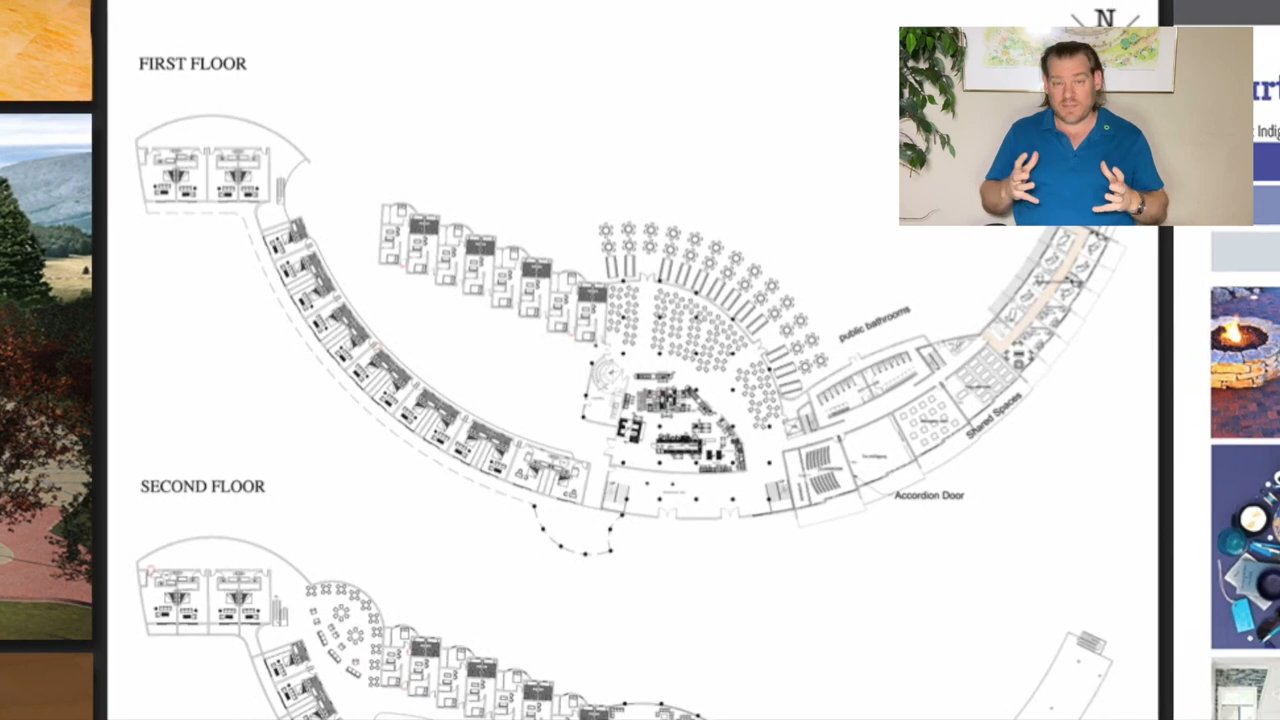 N
FIRST FLOOR
public bathrooms
Shared Spaces
SECOND FLOOR
Accordion Door